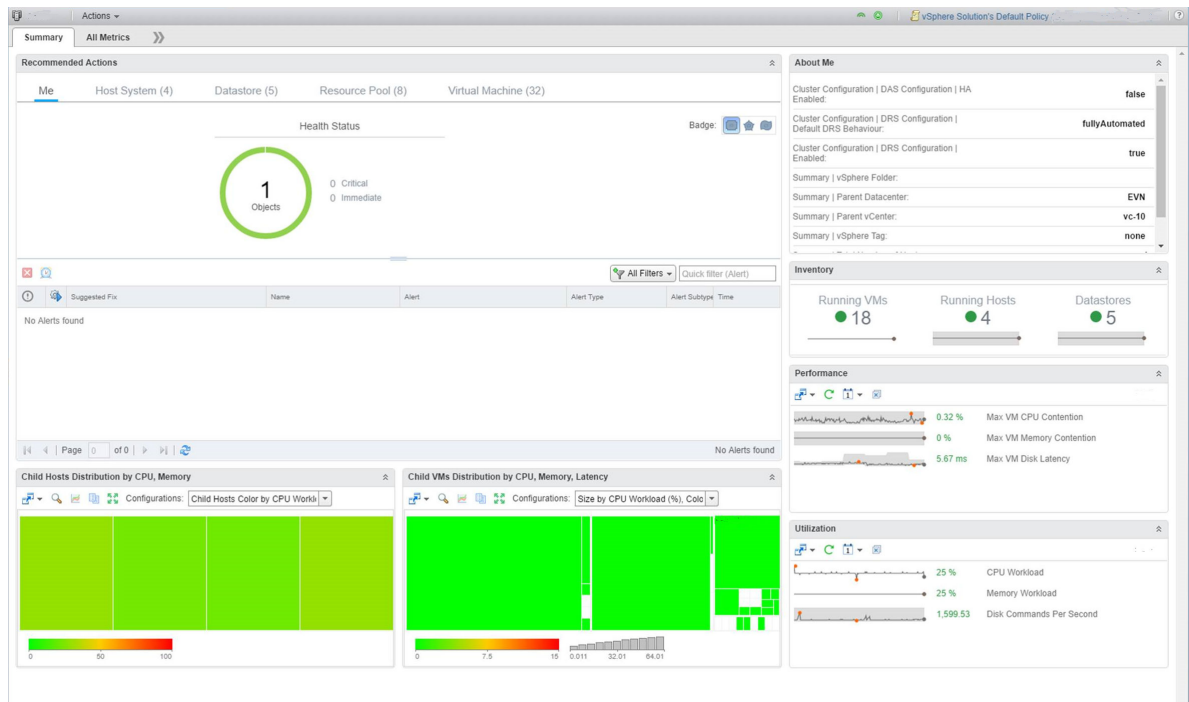 Actions
vSphere Solution's Default Policy
Summary
All Metrics
Recommended Actions
Me
Host System (4)
Datastore (5)
Resource Pool (8)
Virtual Machine (32)
Health Status
Badge:
1
Objects
0 Critical
0 Immediate
All Filters
Quick filter (Alert)
Suggested Fix
Name
Alert
Alert Type
Alert Subtype
Time
No Alerts found
Page 0 of 0
No Alerts found
Child Hosts Distribution by CPU, Memory
Configurations:
Child Hosts Color by CPU Workl
0 50 100
Child VMs Distribution by CPU, Memory, Latency
Configurations:
Size by CPU Workload (%), Colc
0 7.5 15
0.011 32.01 64.01
About Me
Cluster Configuration | DAS Configuration | HA
Enabled:
false
Cluster Configuration | DRS Configuration |
Default DRS Behaviour:
fullyAutomated
Cluster Configuration | DRS Configuration |
Enabled:
true
Summary | vSphere Folder:
Summary | Parent Datacenter:
EVN
Summary | Parent vCenter:
vc-10
Summary | vSphere Tag:
none
Inventory
Running VMs
18
Running Hosts
4
Datastores
5
Performance
0.32 % Max VM CPU Contention
0 % Max VM Memory Contention
5.67 ms Max VM Disk Latency
Utilization
25 % CPU Workload
25 % Memory Workload
1,599.53 Disk Commands Per Second